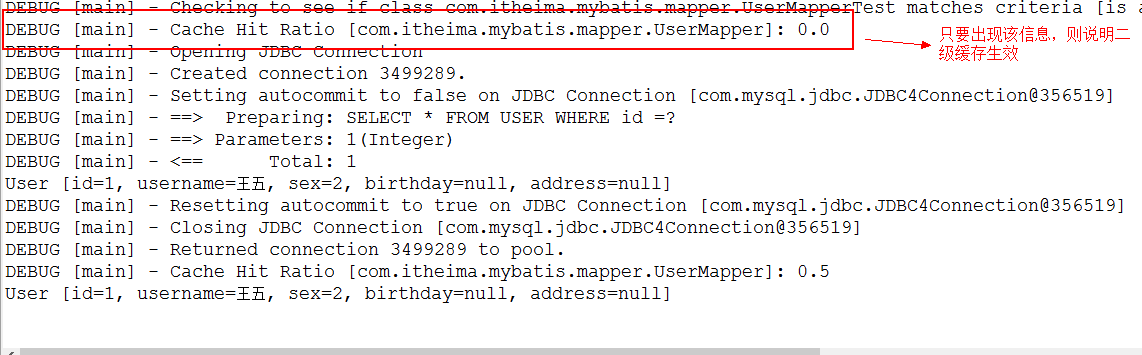 DEBUG [main] - Checking to see if class com.itheima.mybatis.mapper.UserMapperTest matches criteria [is a
DEBUG [main] - Cache Hit Ratio [com.itheima.mybatis.mapper.UserMapper]: 0.0
只要出现该信息，则说明二
级缓存生效
DEBUG [main] - Opening JDBC Connection
DEBUG [main] - Created connection 3499289.
DEBUG [main] - Setting autocommit to false on JDBC Connection [com.mysql.jdbc.JDBC4Connection@356519]
DEBUG [main] - ==>  Preparing: SELECT * FROM USER WHERE id =?
DEBUG [main] - ==> Parameters: 1(Integer)
DEBUG [main] - <==      Total: 1
User [id=1, username=王五, sex=2, birthday=null, address=null]
DEBUG [main] - Resetting autocommit to true on JDBC Connection [com.mysql.jdbc.JDBC4Connection@356519]
DEBUG [main] - Closing JDBC Connection [com.mysql.jdbc.JDBC4Connection@356519]
DEBUG [main] - Returned connection 3499289 to pool.
DEBUG [main] - Cache Hit Ratio [com.itheima.mybatis.mapper.UserMapper]: 0.5
User [id=1, username=王五, sex=2, birthday=null, address=null]